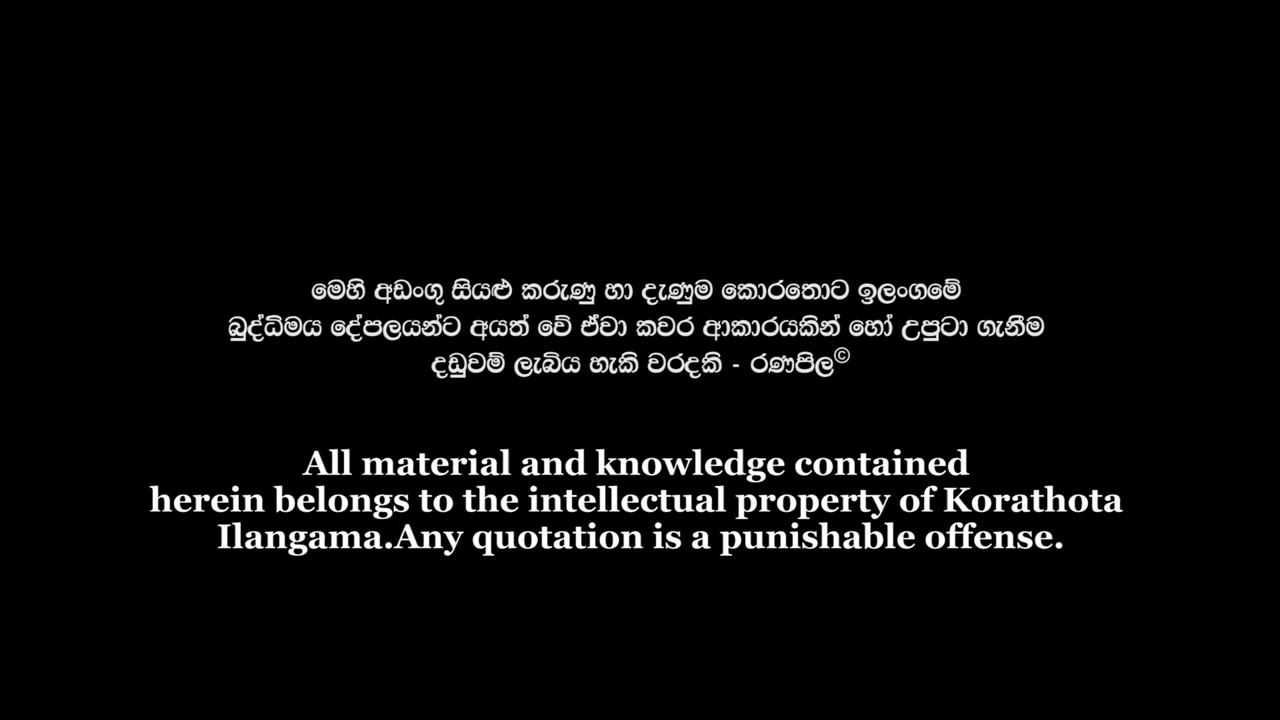 මෙහි අඩංගු සියළු කරුණු හා දැණුම කොරතොට ඉලංගමේ
බුද්ධිමය දේපලයන්ට අයත් වේ ඒවා කවර ආකාරයකින් හෝ උපුටා ගැනීම
දඩුවම් ලැබිය හැකි වරදකි - රණපිල©
All material and knowledge contained
herein belongs to the intellectual property of Korathota
Ilangama.Any quotation is a punishable offense.